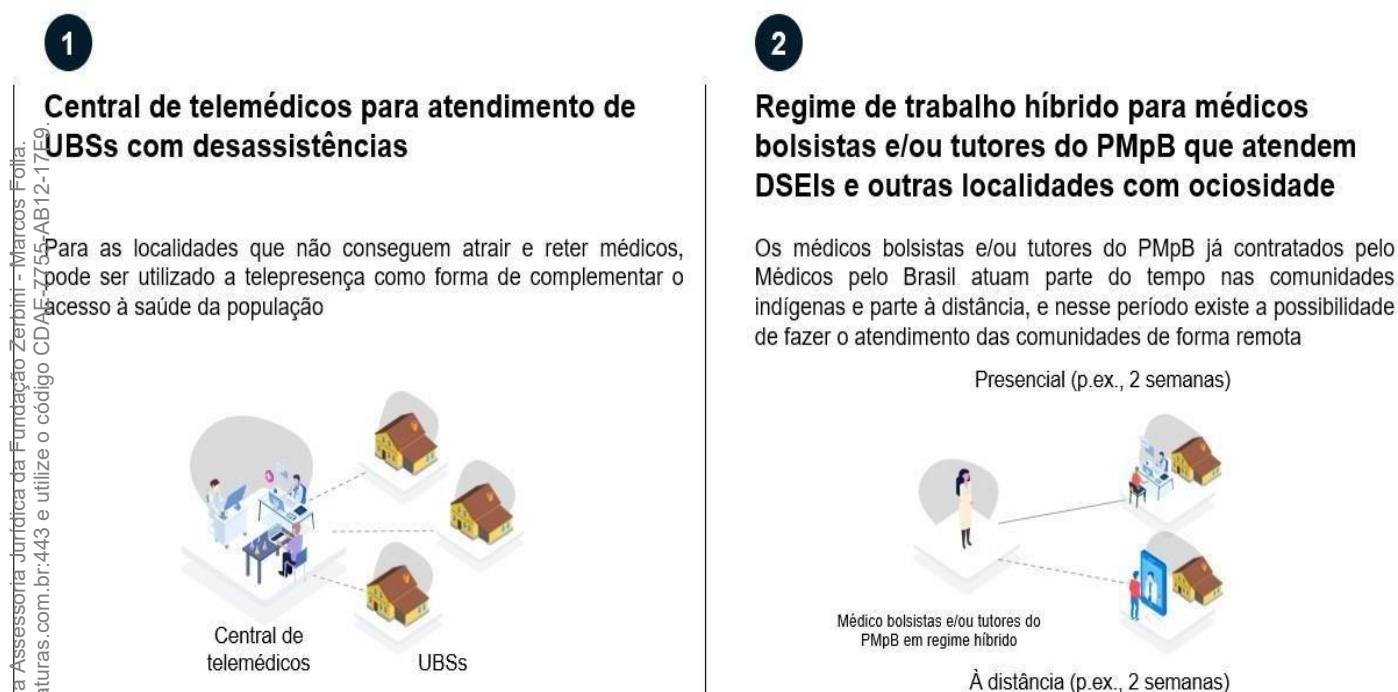 1
Central de telemédicos para atendimento de
UBSs com desassistências
Para as localidades que não conseguem atrair e reter médicos,
pode ser utilizado a telepresença como forma de complementar o
acesso à saúde da população
Central de
telemédicos
UBSs
2
Regime de trabalho híbrido para médicos
bolsistas e/ou tutores do PMpB que atendem
DSEIs e outras localidades com ociosidade
Os médicos bolsistas e/ou tutores do PMpB já contratados pelo
Médicos pelo Brasil atuam parte do tempo nas comunidades
indígenas e parte à distância, e nesse período existe a possibilidade
de fazer o atendimento das comunidades de forma remota
Presencial (p.ex., 2 semanas)
Médico bolsistas e/ou tutores do
PMpB em regime híbrido
À distância (p.ex., 2 semanas)
a Assessoria Jurídica da Fundação Zerbini - Marcos Folla.
aturas.com.br:443 e utilize o código CDAE-7755-AB12-17E9.